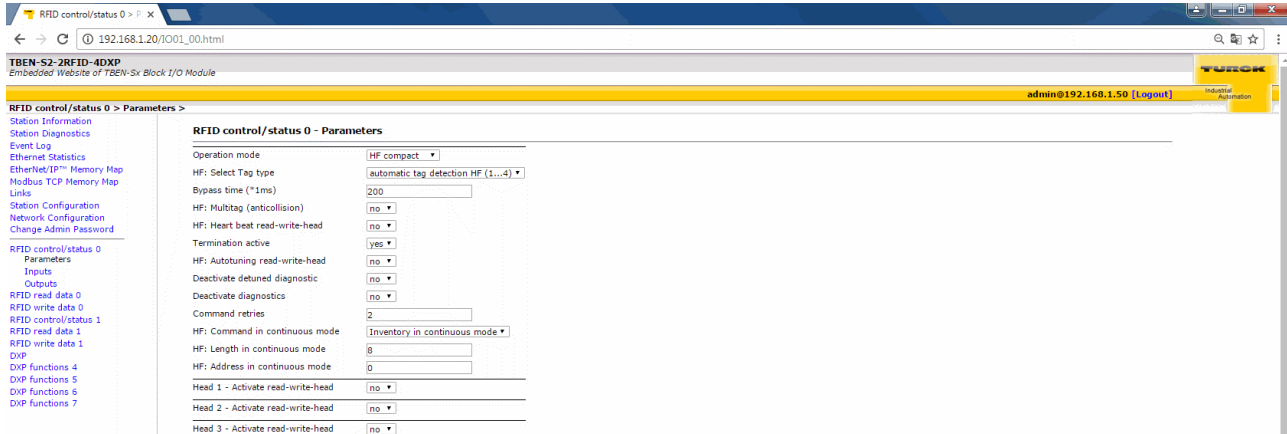 RFID control/status 0 > P
192.168.1.20/IO01_00.html
TBEN-S2-2RFID-4DXP
Embedded Website of TBEN-Sx Block I/O Module
TURCK
Industrial
Automation
admin@192.168.1.50 [Logout]
RFID control/status 0 > Parameters >
Station Information
Station Diagnostics
Event Log
Ethernet Statistics
EtherNet/IP™ Memory Map
Modbus TCP Memory Map
Links
Station Configuration
Network Configuration
Change Admin Password
RFID control/status 0
Parameters
Inputs
Outputs
RFID read data 0
RFID write data 0
RFID control/status 1
RFID read data 1
RFID write data 1
DXP
DXP functions 4
DXP functions 5
DXP functions 6
DXP functions 7
RFID control/status 0 - Parameters
Operation mode HF compact
HF: Select Tag type automatic tag detection HF (1...4)
Bypass time (*1ms) 200
HF: Multitag (anticollision) no
HF: Heart beat read-write-head no
Termination active yes
HF: Autotuning read-write-head no
Deactivate detuned diagnostic no
Deactivate diagnostics no
Command retries 2
HF: Command in continuous mode Inventory in continuous mode
HF: Length in continuous mode 8
HF: Address in continuous mode 0
Head 1 - Activate read-write-head no
Head 2 - Activate read-write-head no
Head 3 - Activate read-write-head no